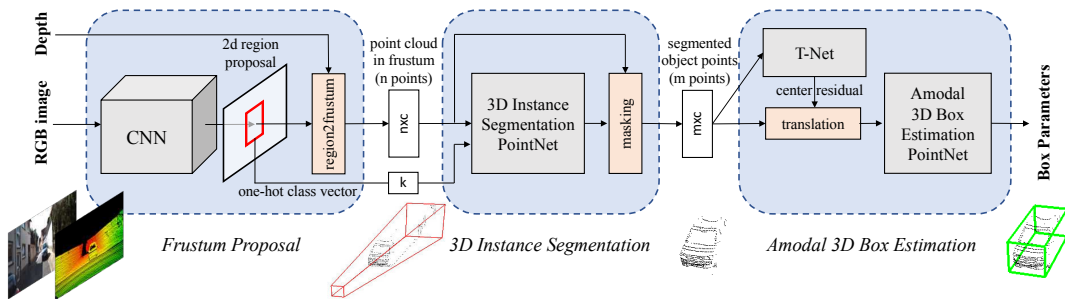 Depth
RGB image
CNN
2d region
proposal
region2frustum
one-hot class vector
Frustum Proposal
point cloud
in frustum
(n points)
nxc
k
3D Instance
Segmentation
PointNet
masking
3D Instance Segmentation
segmented
object points
(m points)
mxc
T-Net
center residual
translation
Amodal
3D Box
Estimation
PointNet
Amodal 3D Box Estimation
Box Parameters